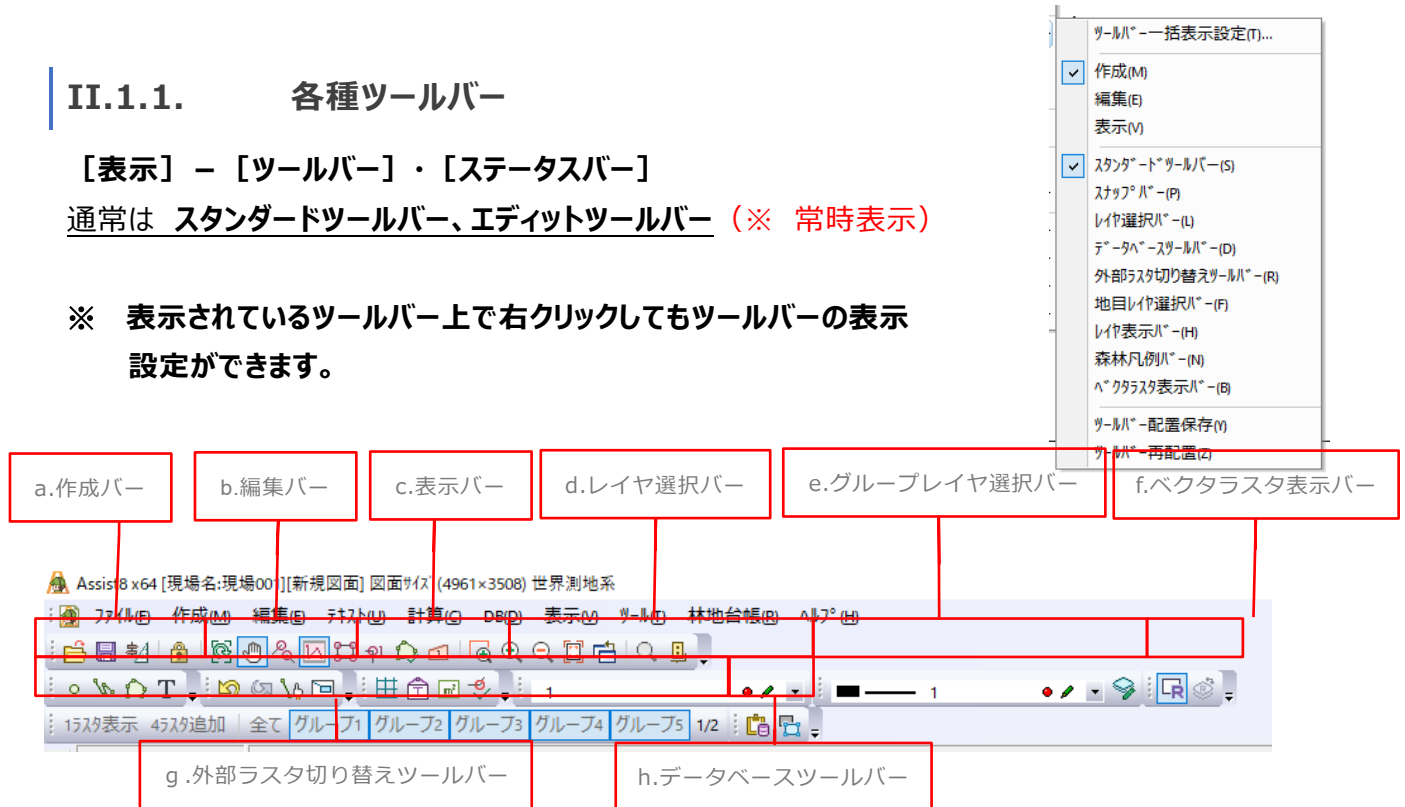 II.1.1. 各種ツールバー
［表示］－［ツールバー］・［ステータスバー］
通常は スタンダードツールバー、エディットツールバー（※ 常時表示）
※ 表示されているツールバー上で右クリックしてもツールバーの表示
設定ができます。
ﾂｰﾙﾊﾞｰ一括表示設定(T)...
作成(M)
編集(E)
表示(V)
ｽﾀﾝﾀﾞｰﾄﾞﾂｰﾙバｰ(S)
ｽﾅｯﾌﾟﾊﾞｰ(P)
ﾚｲﾔ選択ﾊﾞｰ(L)
ﾃﾞｰﾀﾍﾞｰｽﾂｰﾙﾊﾞｰ(D)
外部ﾗｽﾀ切り替えﾂｰﾙﾊﾞｰ(R)
地目ﾚｲﾔ選択ﾊﾞｰ(F)
ﾚｲﾔ表示ﾊﾞｰ(H)
森林凡例ﾊﾞｰ(N)
ﾍﾞｸﾀﾗｽﾀ表示ﾊﾞｰ(B)
ﾂｰﾙﾊﾞｰ配置保存(Y)
ﾂｰﾙﾊﾞｰ再配置(Z)
a.作成バー
b.編集バー
c.表示バー
d.レイヤ選択バー
e.グループレイヤ選択バー
f.ベクタラスタ表示バー
Assist8 x64 [現場名:現場001][新規図面] 図面ｻｲｽﾞ(4961×3508) 世界測地系
ﾌｧｲﾙ(F) 作成(M) 編集(E) ﾃｷｽﾄ(U) 計算(C) DB(D) 表示(V) ﾂｰﾙ(T) 林地台帳(R) ﾍﾙﾌﾟ(H)
T 1 1 R
1ﾗｽﾀ表示 4ﾗｽﾀ追加 全て ｸﾞﾙｰﾌﾟ1 ｸﾞﾙｰﾌﾟ2 ｸﾞﾙｰﾌﾟ3 ｸﾞﾙｰﾌﾟ4 ｸﾞﾙｰﾌﾟ5 1/2
g.外部ラスタ切り替えツールバー
h.データベースツールバー